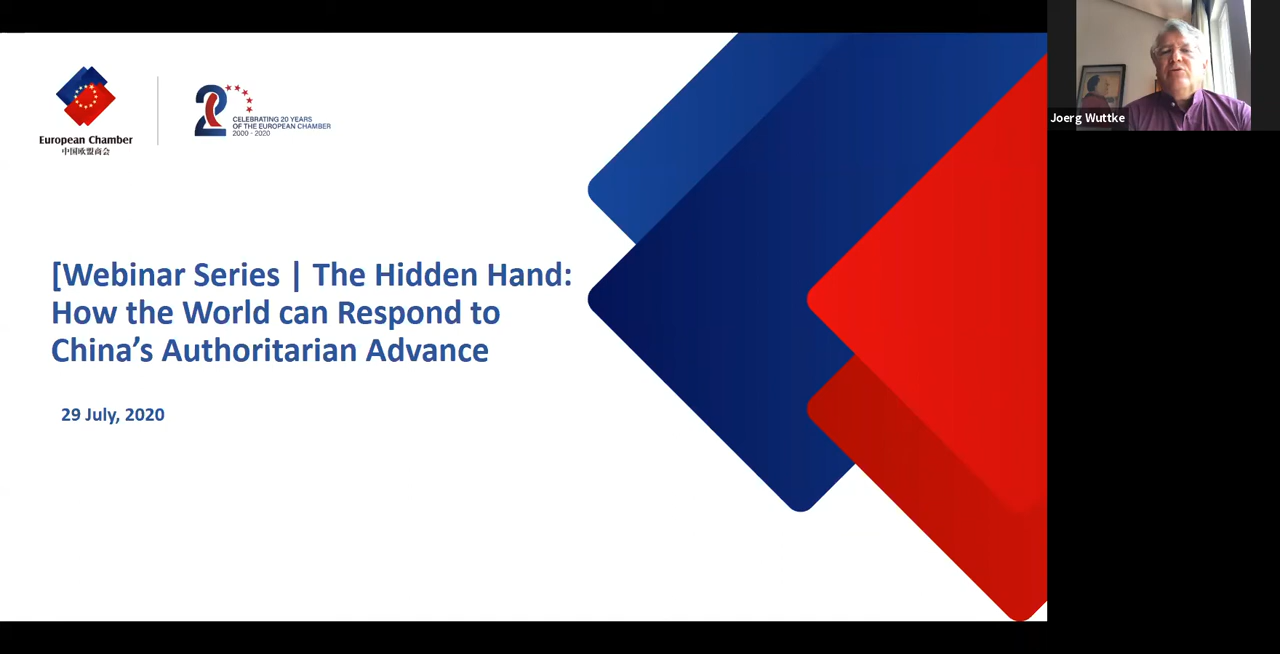 European Chamber
中国欧盟商会
20
CELEBRATING 20 YEARS
OF THE EUROPEAN CHAMBER
2000 - 2020
Joerg Wuttke
[Webinar Series | The Hidden Hand:
How the World can Respond to
China's Authoritarian Advance
29 July, 2020